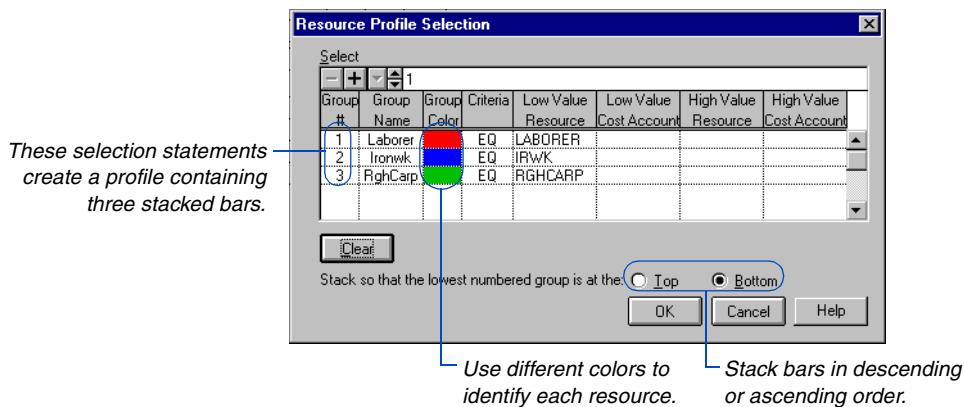 Resource Profile Selection
Select
1
Group Group Group Criteria Low Value Low Value High Value High Value
# Name Color Resource Cost Account Resource Cost Account
1 Laborer EQ LABORER
2 Ironwk EQ IRWK
3 RghCarp EQ RGHCARP
These selection statements
create a profile containing
three stacked bars.
Clear
Stack so that the lowest numbered group is at the: Top Bottom
OK Cancel Help
Use different colors to
identify each resource.
Stack bars in descending
or ascending order.